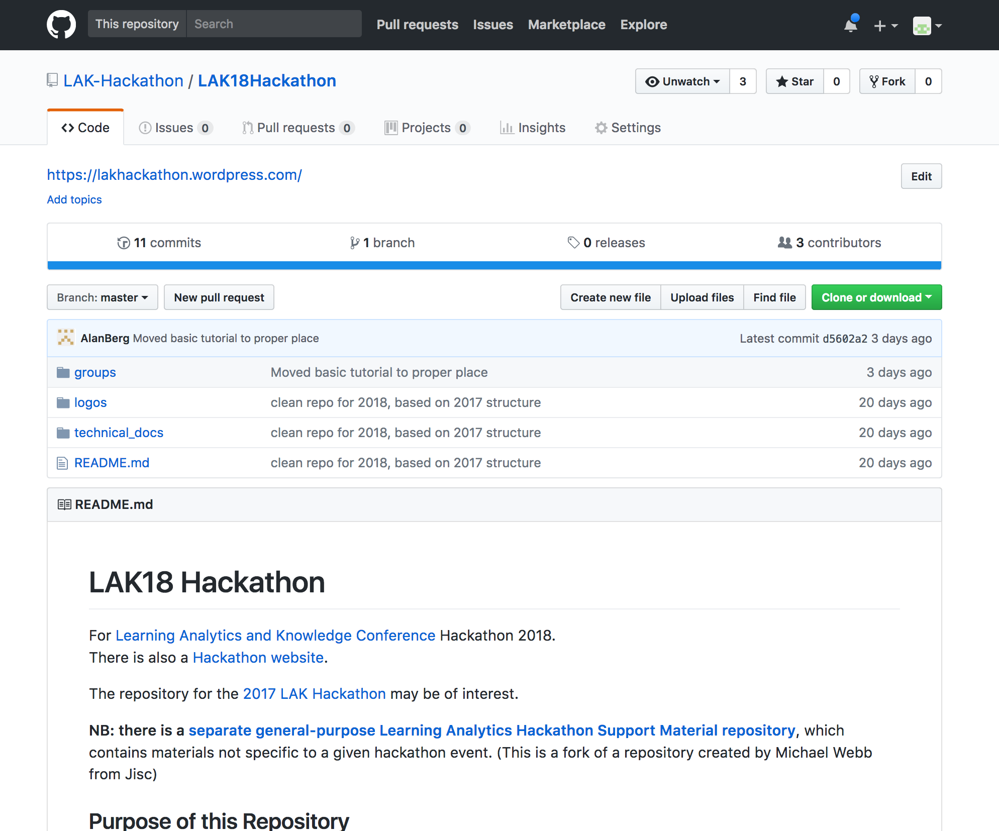 This repository Search Pull requests Issues Marketplace Explore
LAK-Hackathon / LAK18Hackathon Unwatch 3 Star 0 Fork 0
Code Issues 0 Pull requests 0 Projects 0 Insights Settings
https://lakhackathon.wordpress.com/ Edit
Add topics
11 commits 1 branch 0 releases 3 contributors
Branch: master New pull request Create new file Upload files Find file Clone or download
AlanBerg Moved basic tutorial to proper place Latest commit d5602a2 3 days ago
groups Moved basic tutorial to proper place 3 days ago
logos clean repo for 2018, based on 2017 structure 20 days ago
technical_docs clean repo for 2018, based on 2017 structure 20 days ago
README.md clean repo for 2018, based on 2017 structure 20 days ago
README.md
LAK18 Hackathon
For Learning Analytics and Knowledge Conference Hackathon 2018.
There is also a Hackathon website.
The repository for the 2017 LAK Hackathon may be of interest.
NB: there is a separate general-purpose Learning Analytics Hackathon Support Material repository, which
contains materials not specific to a given hackathon event. (This is a fork of a repository created by Michael Webb
from Jisc)
Purpose of this Repository